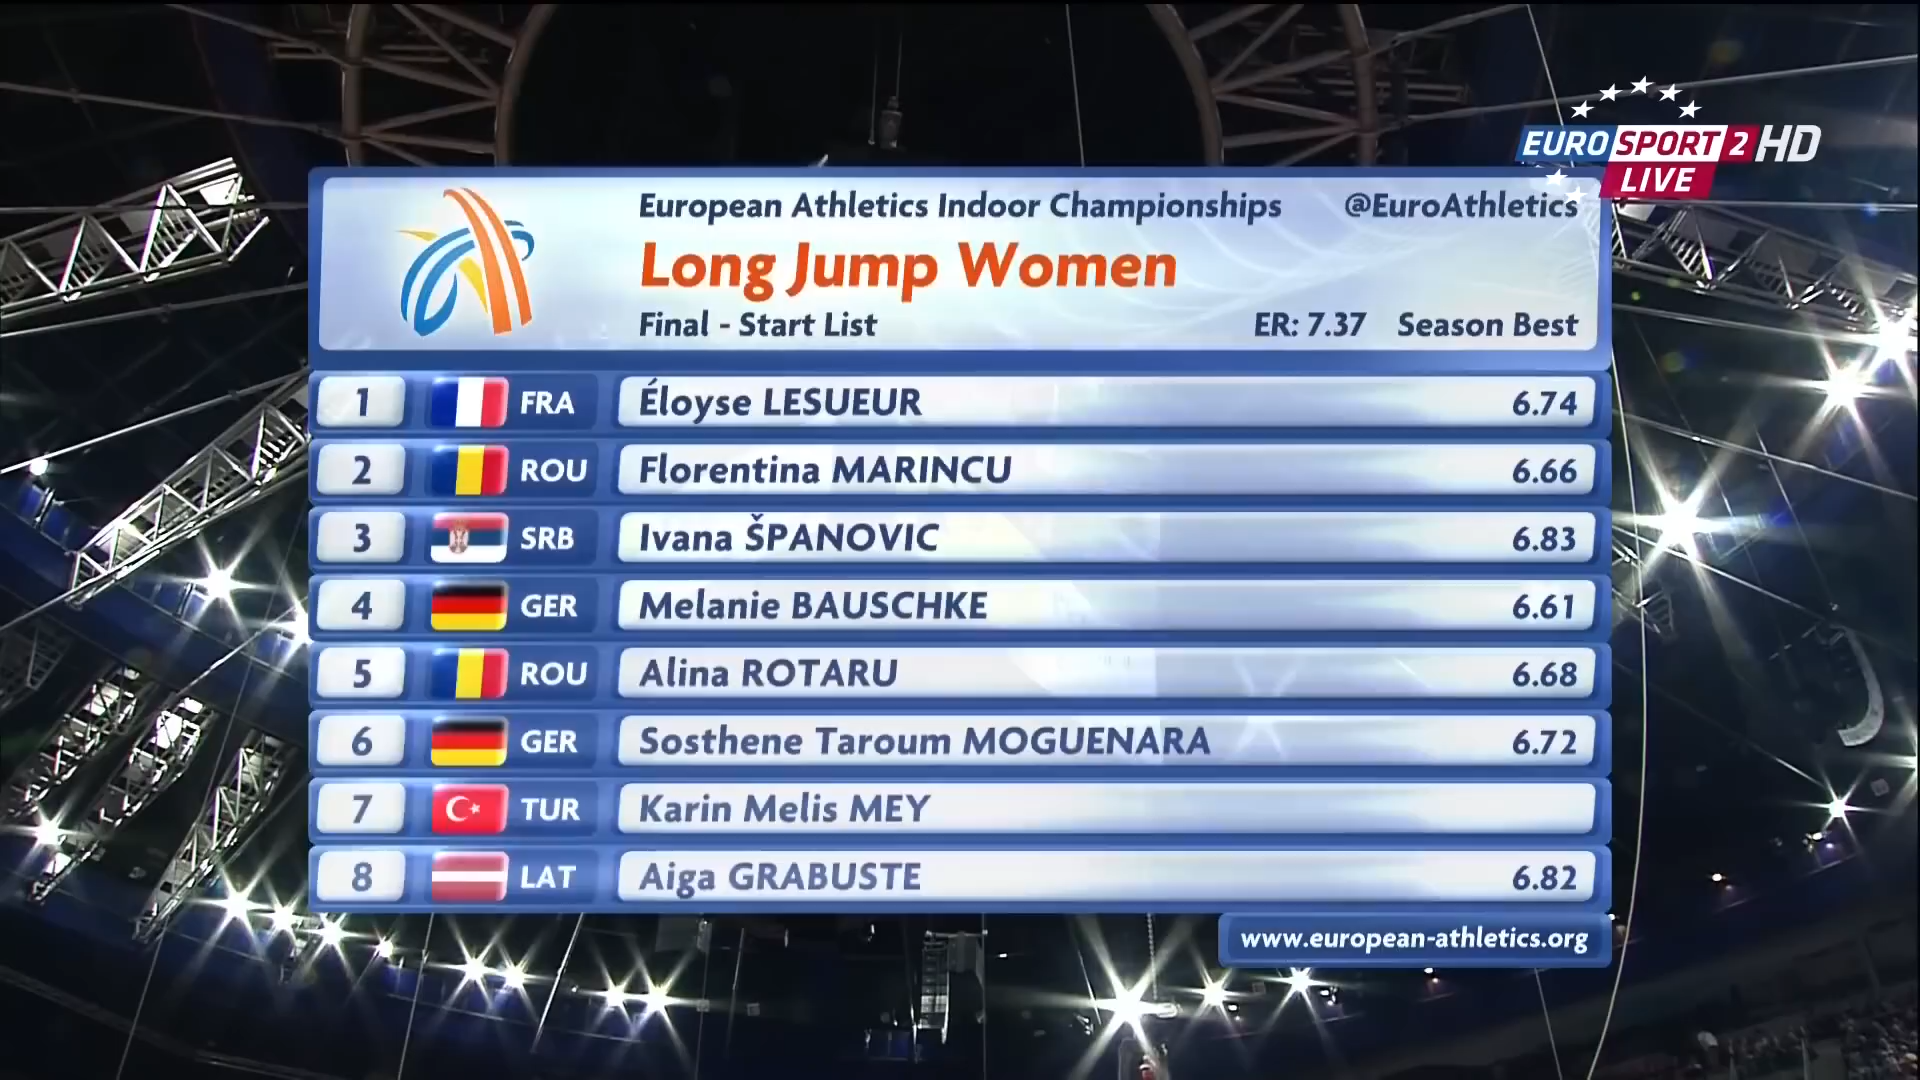 EUROSPORT 2 HD
LIVE
European Athletics Indoor Championships @EuroAthletics
Long Jump Women
Final - Start List ER: 7.37 Season Best
1 FRA Éloyse LESUEUR 6.74
2 ROU Florentina MARINCU 6.66
3 SRB Ivana ŠPANOVIC 6.83
4 GER Melanie BAUSCHKE 6.61
5 ROU Alina ROTARU 6.68
6 GER Sosthene Taroum MOGUENARA 6.72
7 TUR Karin Melis MEY
8 LAT Aiga GRABUSTE 6.82
www.european-athletics.org